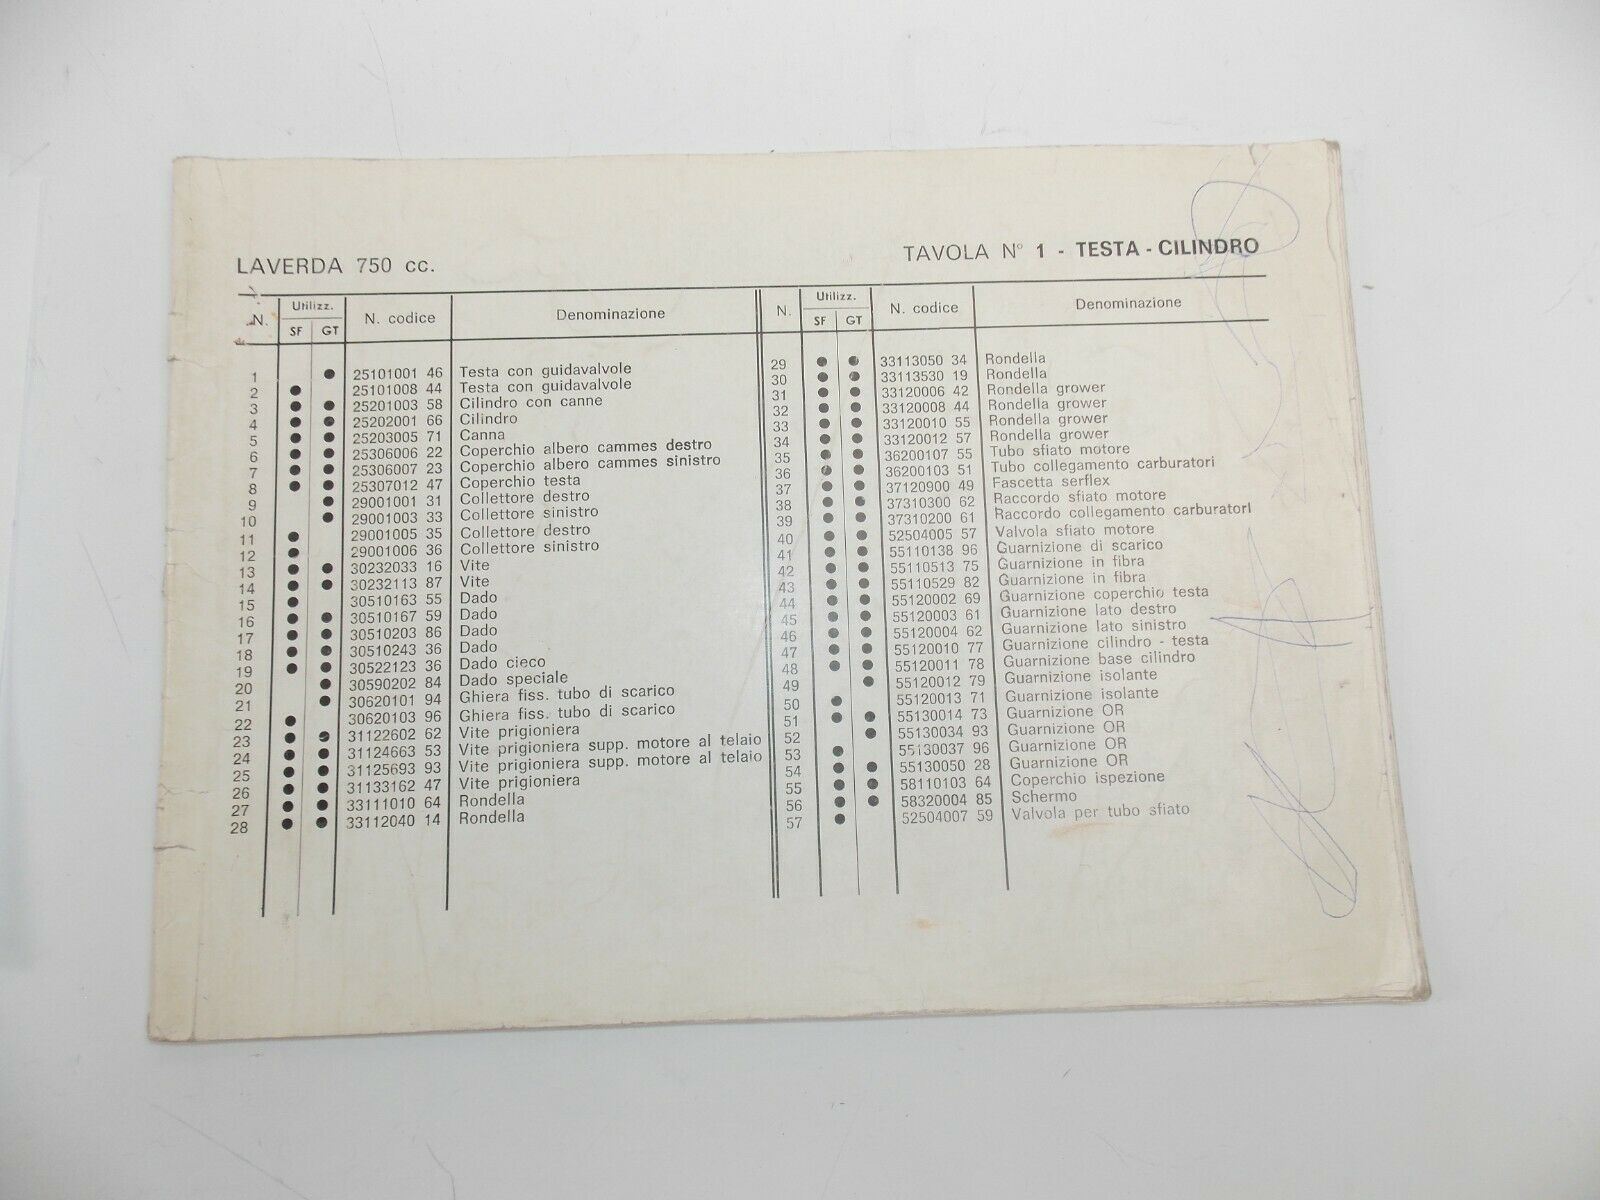 LAVERDA 750 cc.
TAVOLA N° 1 - TESTA - CILINDRO
N. Utilizz. SF GT N. codice Denominazione
1 ● 25101001 46 Testa con guidavalvole
2 ● 25101008 44 Testa con guidavalvole
3 ● ● 25201003 58 Cilindro con canne
4 ● ● 25202001 66 Cilindro
5 ● ● 25203005 71 Canna
6 ● ● 25306006 22 Coperchio albero cammes destro
7 ● ● 25306007 23 Coperchio albero cammes sinistro
8 ● ● 25307012 47 Coperchio testa
9 ● 29001001 31 Collettore destro
10 ● 29001003 33 Collettore sinistro
11 ● 29001005 35 Collettore destro
12 ● 29001006 36 Collettore sinistro
13 ● ● 30232033 16 Vite
14 ● ● 30232113 87 Vite
15 ● 30510163 55 Dado
16 ● ● 30510167 59 Dado
17 ● ● 30510203 86 Dado
18 ● ● 30510243 36 Dado
19 ● ● 30522123 36 Dado cieco
20 ● 30590202 84 Dado speciale
21 ● 30620101 94 Ghiera fiss. tubo di scarico
22 ● 30620103 96 Ghiera fiss. tubo di scarico
23 ● ● 31122602 62 Vite prigioniera
24 ● ● 31124663 53 Vite prigioniera supp. motore al telaio
25 ● ● 31125693 93 Vite prigioniera supp. motore al telaio
26 ● ● 31133162 47 Vite prigioniera
27 ● ● 33111010 64 Rondella
28 ● ● 33112040 14 Rondella
N. Utilizz. SF GT N. codice Denominazione
29 ● ● 33113050 34 Rondella
30 ● ● 33113530 19 Rondella
31 ● ● 33120006 42 Rondella grower
32 ● ● 33120008 44 Rondella grower
33 ● ● 33120010 55 Rondella grower
34 ● ● 33120012 57 Rondella grower
35 ● ● 36200107 55 Tubo sfiato motore
36 ● ● 36200103 51 Tubo collegamento carburatori
37 ● ● 37120900 49 Fascetta serflex
38 ● ● 37310300 62 Raccordo sfiato motore
39 ● ● 37310200 61 Raccordo collegamento carburatorI
40 ● ● 52504005 57 Valvola sfiato motore
41 ● ● 55110138 96 Guarnizione di scarico
42 ● ● 55110513 75 Guarnizione in fibra
43 ● ● 55110529 82 Guarnizione in fibra
44 ● ● 55120002 69 Guarnizione coperchio testa
45 ● ● 55120003 61 Guarnizione lato destro
46 ● ● 55120004 62 Guarnizione lato sinistro
47 ● ● 55120010 77 Guarnizione cilindro - testa
48 ● ● 55120011 78 Guarnizione base cilindro
49 ● 55120012 79 Guarnizione isolante
50 ● 55120013 71 Guarnizione isolante
51 ● ● 55130014 73 Guarnizione OR
52 ● 55130034 93 Guarnizione OR
53 ● 55130037 96 Guarnizione OR
54 ● ● 55130050 28 Guarnizione OR
55 ● ● 58110103 64 Coperchio ispezione
56 ● ● 58320004 85 Schermo
57 ● 52504007 59 Valvola per tubo sfiato